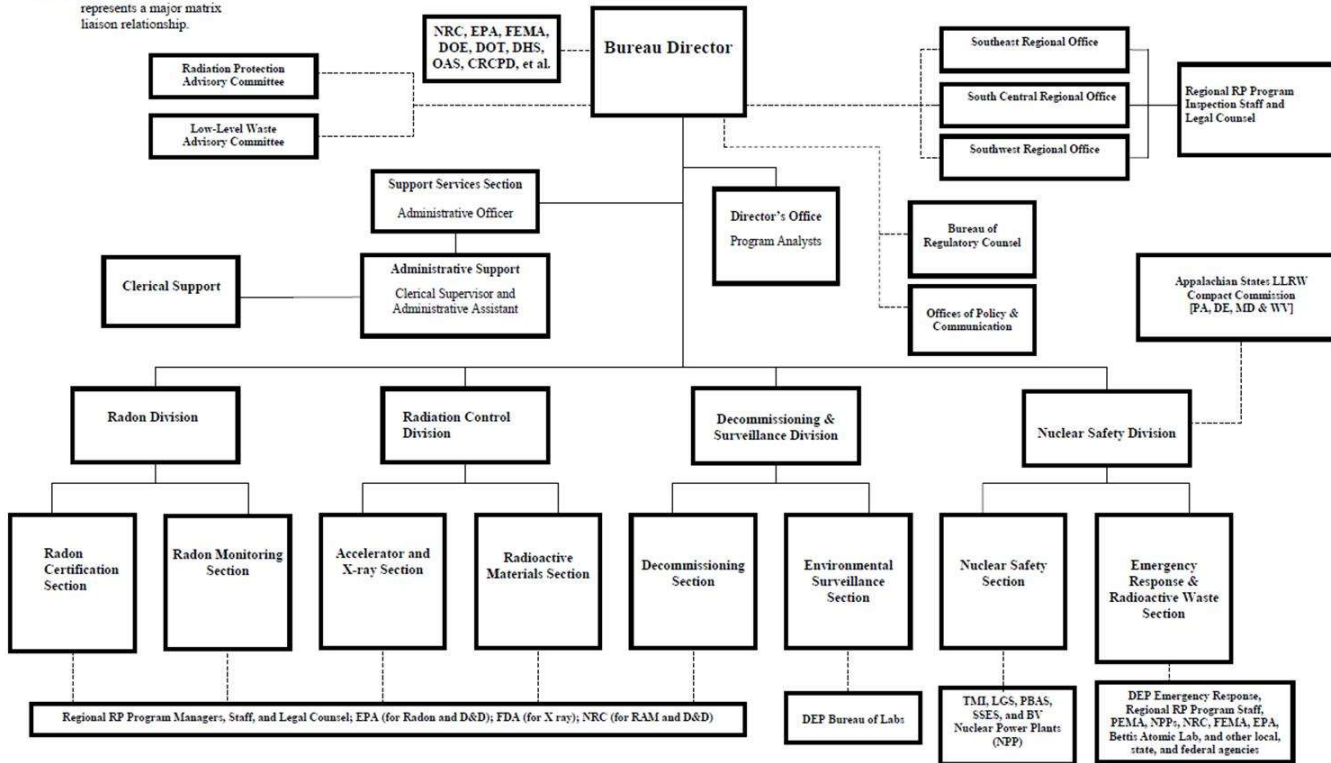 represents a major matrix
liaison relationship.
NRC, EPA, FEMA,
DOE, DOT, DHS,
OAS, CRCPD, et al.
Bureau Director
Southeast Regional Office
South Central Regional Office
Southwest Regional Office
Regional RP Program
Inspection Staff and
Legal Counsel
Radiation Protection
Advisory Committee
Low-Level Waste
Advisory Committee
Support Services Section
Administrative Officer
Director's Office
Program Analysts
Bureau of
Regulatory Counsel
Clerical Support
Administrative Support
Clerical Supervisor and
Administrative Assistant
Offices of Policy &
Communication
Appalachian States LLRW
Compact Commission
[PA, DE, MD & WV]
Radon Division
Radiation Control
Division
Decommissioning &
Surveillance Division
Nuclear Safety Division
Radon
Certification
Section
Radon Monitoring
Section
Accelerator and
X-ray Section
Radioactive
Materials Section
Decommissioning
Section
Environmental
Surveillance
Section
Nuclear Safety
Section
Emergency
Response &
Radioactive Waste
Section
Regional RP Program Managers, Staff, and Legal Counsel; EPA (for Radon and D&D); FDA (for X ray); NRC (for RAM and D&D)
DEP Bureau of Labs
TMI, LGS, PBAS,
SSES, and BV
Nuclear Power Plants
(NPP)
DEP Emergency Response,
Regional RP Program Staff,
PEMA, NPPs, NRC, FEMA, EPA,
Bettis Atomic Lab, and other local,
state, and federal agencies